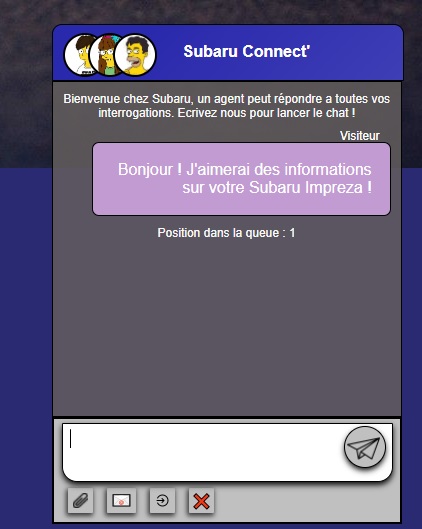 Subaru Connect'
Bienvenue chez Subaru, un agent peut répondre a toutes vos
interrogations. Ecrivez nous pour lancer le chat !
Visiteur
Bonjour ! J'aimerai des informations
sur votre Subaru Impreza !
Position dans la queue : 1